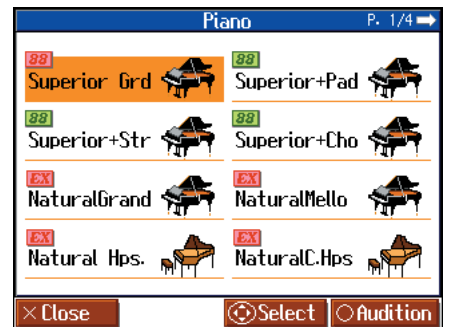 Piano P. 1/4
88 88
Superior Grd Superior+Pad
88 88
Superior+Str Superior+Cho
EX EX
NaturalGrand NaturalMello
EX EX
Natural Hps. NaturalC.Hps
×Close Select ○Audition